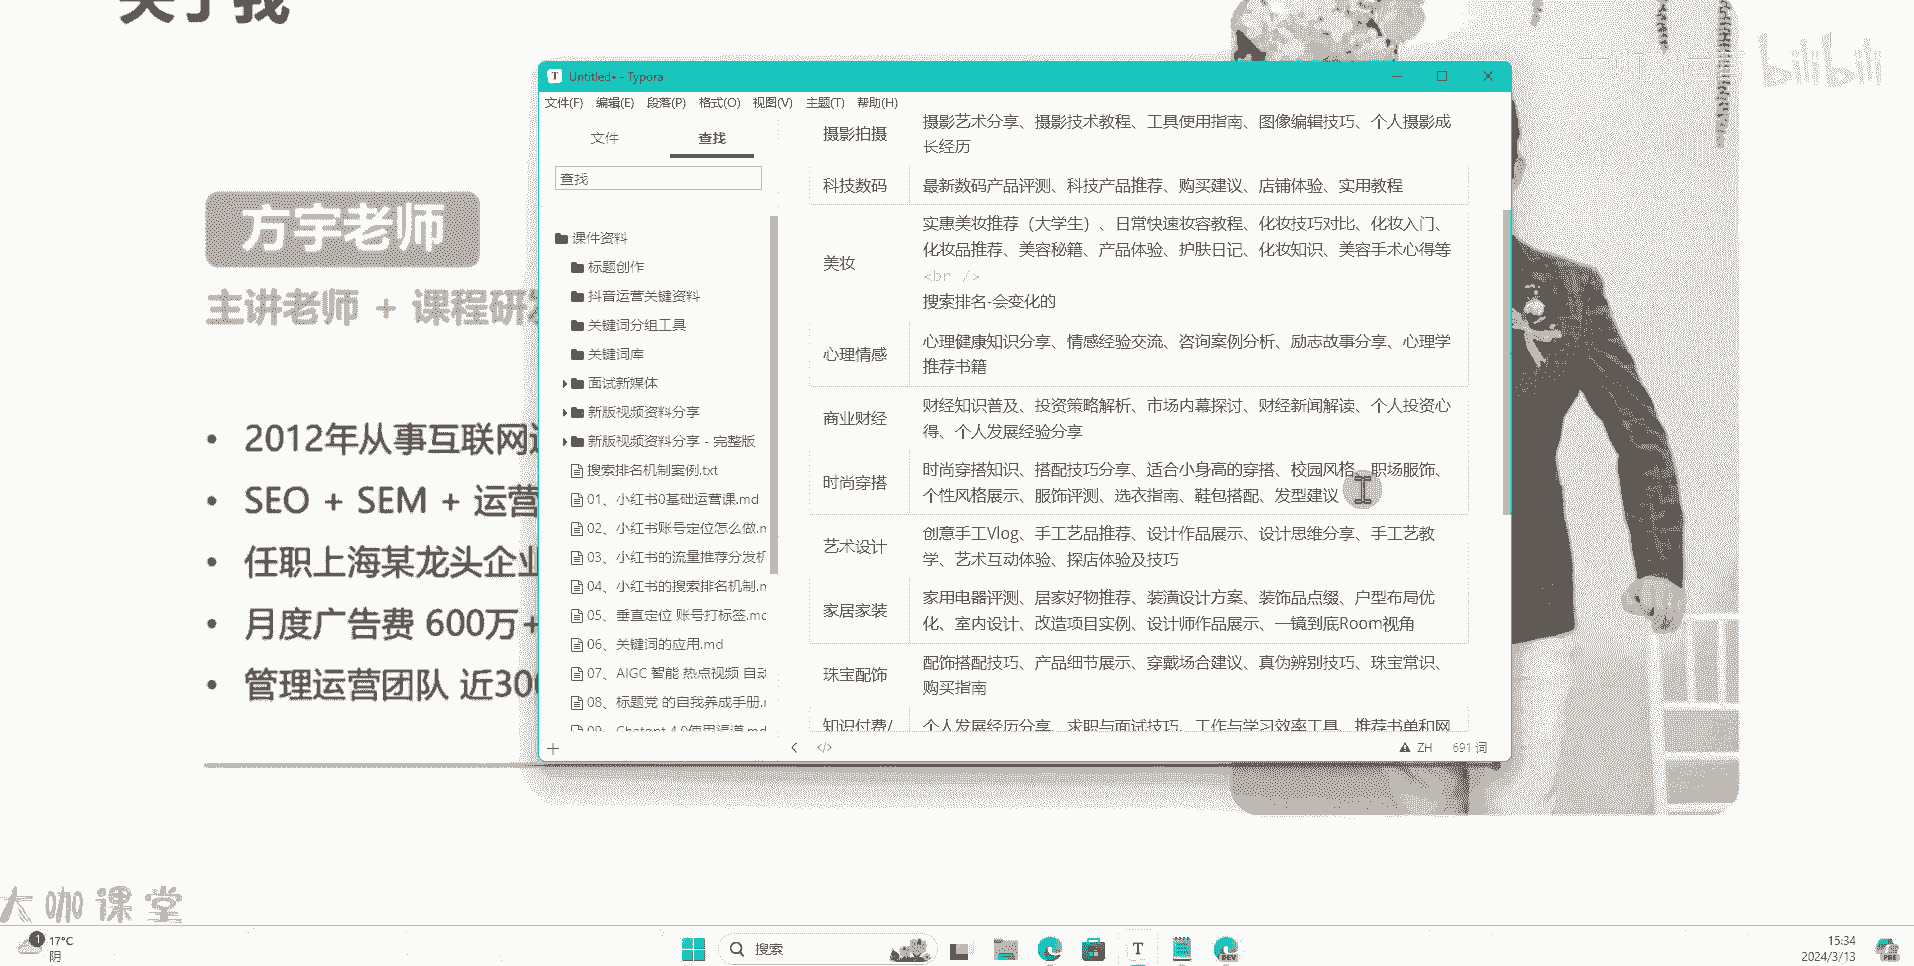 关于我
bilibili
方宇老师
主讲老师 + 课程研发
2012年从事互联网运
SEO + SEM + 运营
任职上海某龙头企业
月度广告费 600万+
管理运营团队 近300
大咖课堂
Untitled• - Typora
文件(F) 编辑(E) 段落(P) 格式(O) 视图(V) 主题(T) 帮助(H)
文件 查找
查找
课件资料
标题创作
抖音运营关键资料
关键词分组工具
关键词库
面试新媒体
新版视频资料分享
新版视频资料分享 - 完整版
搜索排名机制案例.txt
01、小红书0基础运营课.md
02、小红书账号定位怎么做.m
03、小红书的流量推荐分发机
04、小红书的搜索排名机制.m
05、垂直定位 账号打标签.mc
06、关键词的应用.md
07、AIGC 智能 热点视频 自动
08、标题党 的自我养成手册.r
09、Chatgpt 4.0使用渠道.md
摄影拍摄
摄影艺术分享、摄影技术教程、工具使用指南、图像编辑技巧、个人摄影成
长经历
科技数码
最新数码产品评测、科技产品推荐、购买建议、店铺体验、实用教程
美妆
实惠美妆推荐（大学生）、日常快速妆容教程、化妆技巧对比、化妆入门、
化妆品推荐、美容秘籍、产品体验、护肤日记、化妆知识、美容手术心得等
<br />
搜索排名-会变化的
心理情感
心理健康知识分享、情感经验交流、咨询案例分析、励志故事分享、心理学
推荐书籍
商业财经
财经知识普及、投资策略解析、市场内幕探讨、财经新闻解读、个人投资心
得、个人发展经验分享
时尚穿搭
时尚穿搭知识、搭配技巧分享、适合小身高的穿搭、校园风格、职场服饰、
个性风格展示、服饰评测、选衣指南、鞋包搭配、发型建议
艺术设计
创意手工Vlog、手工艺品推荐、设计作品展示、设计思维分享、手工艺教
学、艺术互动体验、探店体验及技巧
家居家装
家用电器评测、居家好物推荐、装潢设计方案、装饰品点缀、户型布局优
化、室内设计、改造项目实例、设计师作品展示、一镜到底Room视角
珠宝配饰
配饰搭配技巧、产品细节展示、穿戴场合建议、真伪辨别技巧、珠宝常识、
购买指南
知识付费/
个人发展经历分享、求职与面试技巧、工作与学习效率工具、推荐书单和网
ZH 691 词
1
17°C
阴
搜索
T
DEV
15:34
2024/3/13
PRE